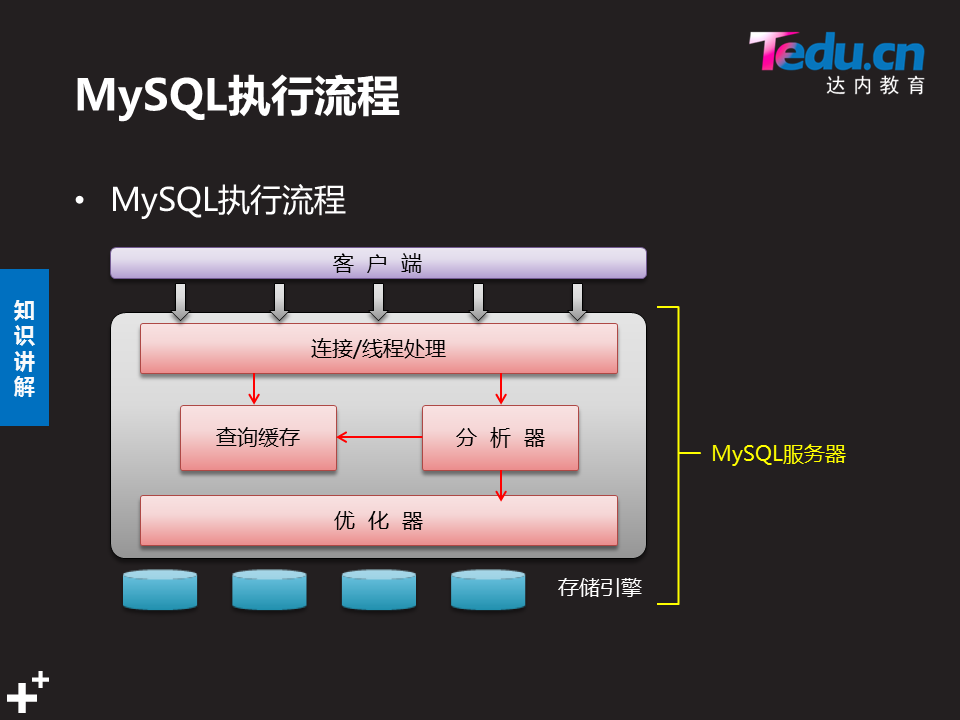 Tedu.cn
达内教育
MySQL执行流程
• MySQL执行流程
客 户 端
知识讲解
连接/线程处理
查询缓存
分 析 器
MySQL服务器
优 化 器
存储引擎